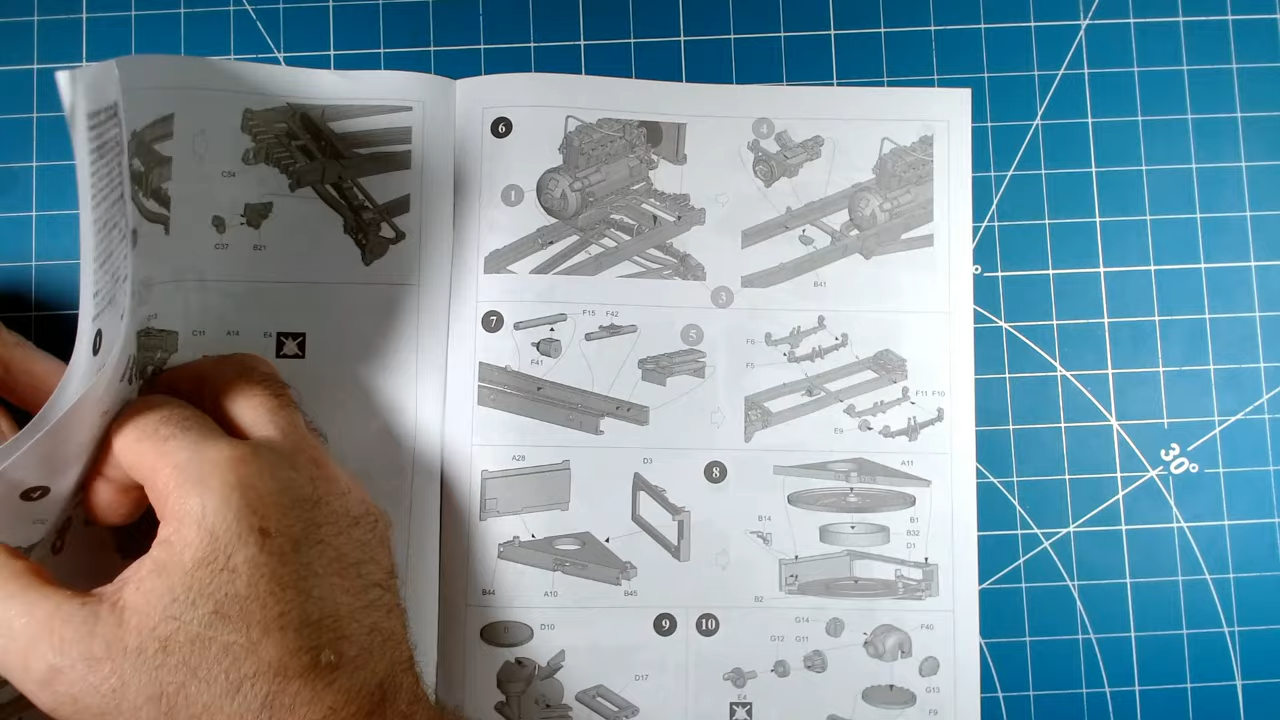 C54
C37 B21
C11 A14 E4
6
1
4
B41
3
7
F15 F42
F41
5
F6
F5
F11 F10
E9
A28
D3
B44 A10 B45
8
A11
B1
B14
B32
D1
B2
9
D10
D17
10
G14
F40
G12 G11
G13
E4
F9
30°